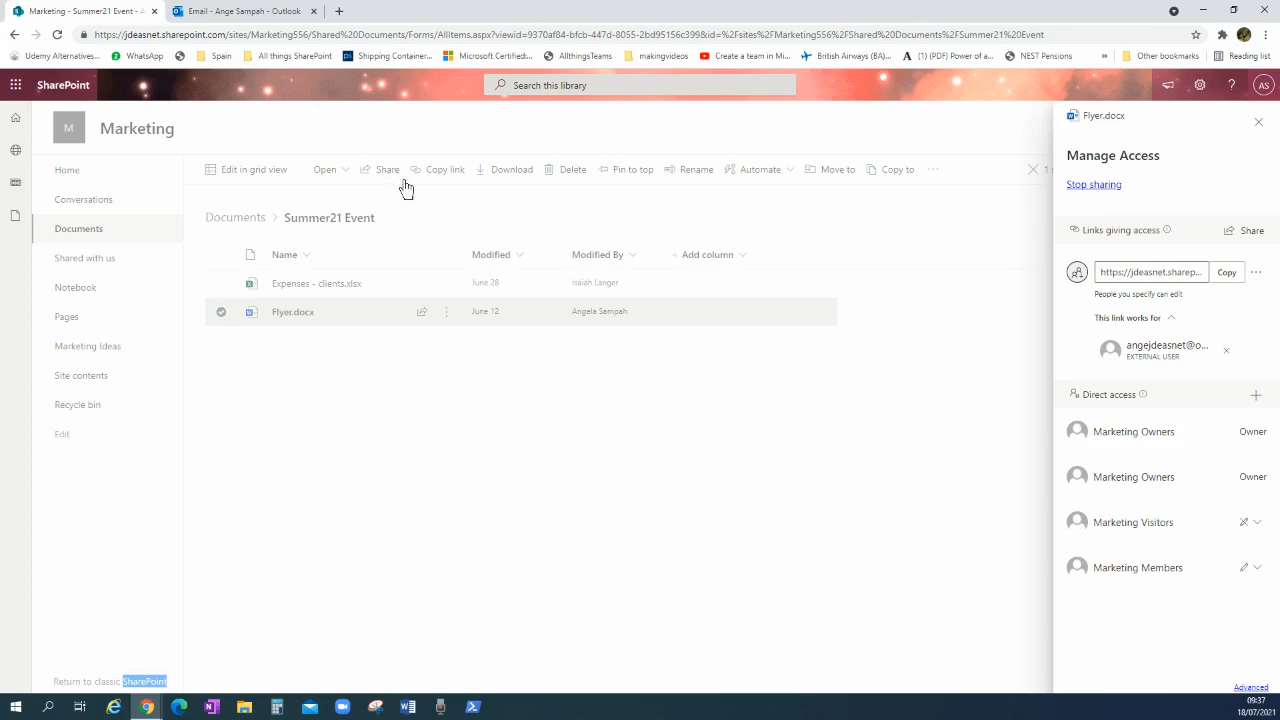 Marketing - Summer21 Event - A
Email - Ange Sampah - Outlook
https://jdeasnet.sharepoint.com/sites/Marketing556/Shared%20Documents/Forms/AllItems.aspx?viewid=9370af84-bfcb-447d-8055-2bd95156c399&id=%2Fsites%2FMarketing556%2FShared%20Documents%2FSummer21%20Event
Udemy Alternatives...
WhatsApp
Spain
All things SharePoint
Shipping Container...
Microsoft Certified...
AllthingsTeams
makingvideos
Create a team in Mi...
British Airways (BA)...
(1) (PDF) Power of a...
NEST Pensions
»
Other bookmarks
Reading list
SharePoint
Search this library
?
AS
M
Marketing
Home
Conversations
Documents
Shared with us
Notebook
Pages
Marketing Ideas
Site contents
Recycle bin
Edit
Return to classic SharePoint
Edit in grid view
Open
Share
Copy link
Download
Delete
Pin to top
Rename
Automate
Move to
Copy to
...
1
Documents > Summer21 Event
Name
Modified
Modified By
+ Add column
Expenses - clients.xlsx
June 28
Isaiah Langer
Flyer.docx
June 12
Angela Sampah
Flyer.docx
Manage Access
Stop sharing
Links giving access
Share
https://jdeasnet.sharep...
Copy
...
People you specify can edit
This link works for
angejdeasnet@o...
EXTERNAL USER
Direct access
Marketing Owners
Owner
Marketing Owners
Owner
Marketing Visitors
Marketing Members
Advanced
09:37
18/07/2021